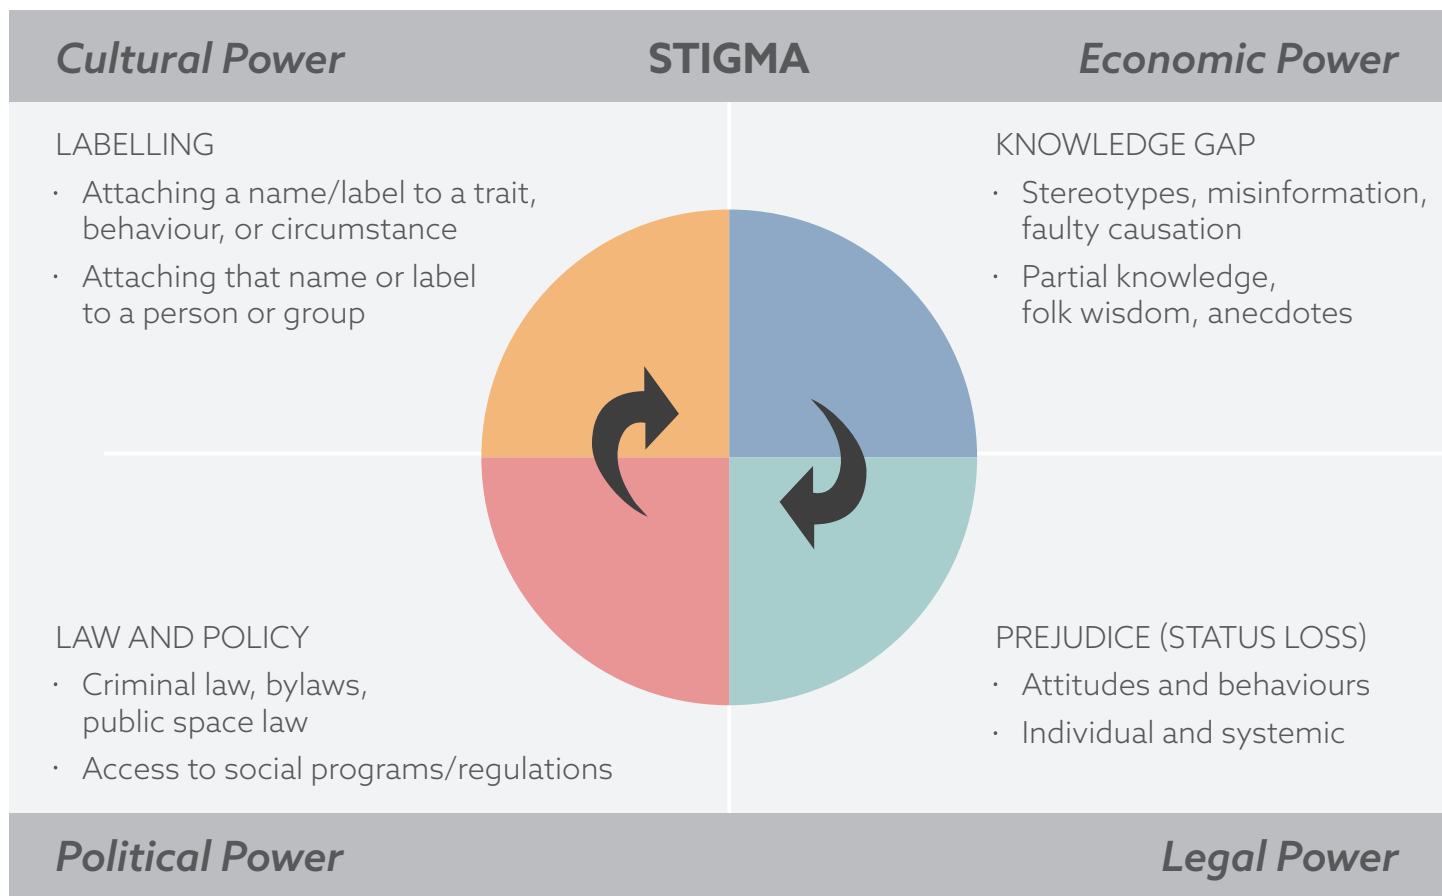 Cultural Power
STIGMA
Economic Power
LABELLING
· Attaching a name/label to a trait,
behaviour, or circumstance
· Attaching that name or label
to a person or group
KNOWLEDGE GAP
· Stereotypes, misinformation,
faulty causation
· Partial knowledge,
folk wisdom, anecdotes
LAW AND POLICY
· Criminal law, bylaws,
public space law
· Access to social programs/regulations
PREJUDICE (STATUS LOSS)
· Attitudes and behaviours
· Individual and systemic
Political Power
Legal Power